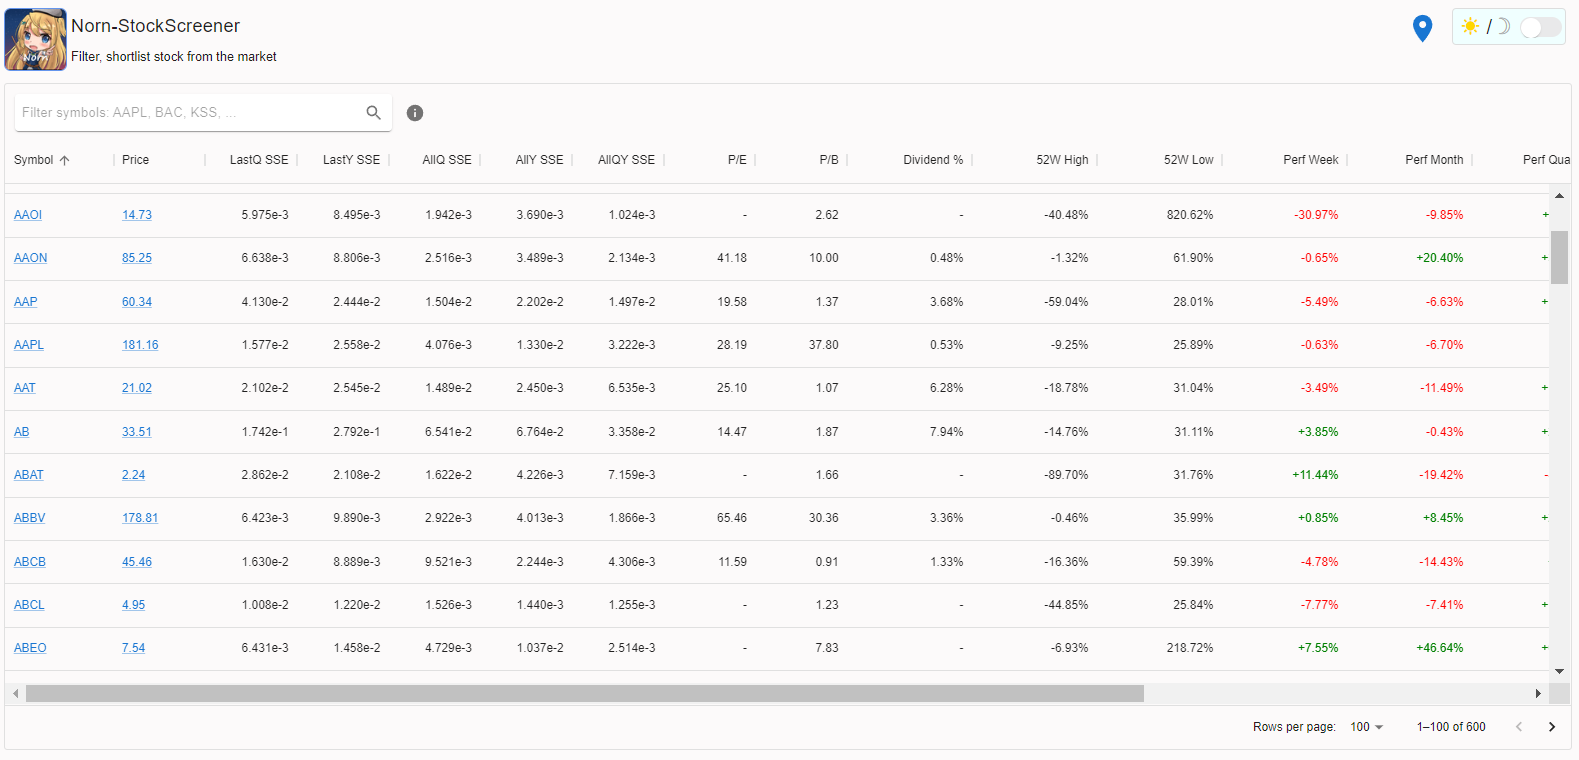 Norn-StockScreener
Filter, shortlist stock from the market
Norn
/
Filter symbols: AAPL, BAC, KSS, ...
Symbol Price LastQ SSE LastY SSE AllQ SSE AllY SSE AllQY SSE P/E P/B Dividend % 52W High 52W Low Perf Week Perf Month Perf Qua
AAOI 14.73 5.975e-3 8.495e-3 1.942e-3 3.690e-3 1.024e-3 - 2.62 - -40.48% 820.62% -30.97% -9.85% +
AAON 85.25 6.638e-3 8.806e-3 2.516e-3 3.489e-3 2.134e-3 41.18 10.00 0.48% -1.32% 61.90% -0.65% +20.40% +
AAP 60.34 4.130e-2 2.444e-2 1.504e-2 2.202e-2 1.497e-2 19.58 1.37 3.68% -59.04% 28.01% -5.49% -6.63% +
AAPL 181.16 1.577e-2 2.558e-2 4.076e-3 1.330e-2 3.222e-3 28.19 37.80 0.53% -9.25% 25.89% -0.63% -6.70%
AAT 21.02 2.102e-2 2.545e-2 1.489e-2 2.450e-3 6.535e-3 25.10 1.07 6.28% -18.78% 31.04% -3.49% -11.49% +
AB 33.51 1.742e-1 2.792e-1 6.541e-2 6.764e-2 3.358e-2 14.47 1.87 7.94% -14.76% 31.11% +3.85% -0.43% +
ABAT 2.24 2.862e-2 2.108e-2 1.622e-2 4.226e-3 7.159e-3 - 1.66 - -89.70% 31.76% +11.44% -19.42% -
ABBV 178.81 6.423e-3 9.890e-3 2.922e-3 4.013e-3 1.866e-3 65.46 30.36 3.36% -0.46% 35.99% +0.85% +8.45% +
ABCB 45.46 1.630e-2 8.889e-3 9.521e-3 2.244e-3 4.306e-3 11.59 0.91 1.33% -16.36% 59.39% -4.78% -14.43%
ABCL 4.95 1.008e-2 1.220e-2 1.526e-3 1.440e-3 1.255e-3 - 1.23 - -44.85% 25.84% -7.77% -7.41% +
ABEO 7.54 6.431e-3 1.458e-2 4.729e-3 1.037e-2 2.514e-3 - 7.83 - -6.93% 218.72% +7.55% +46.64% +
Rows per page: 100 1–100 of 600